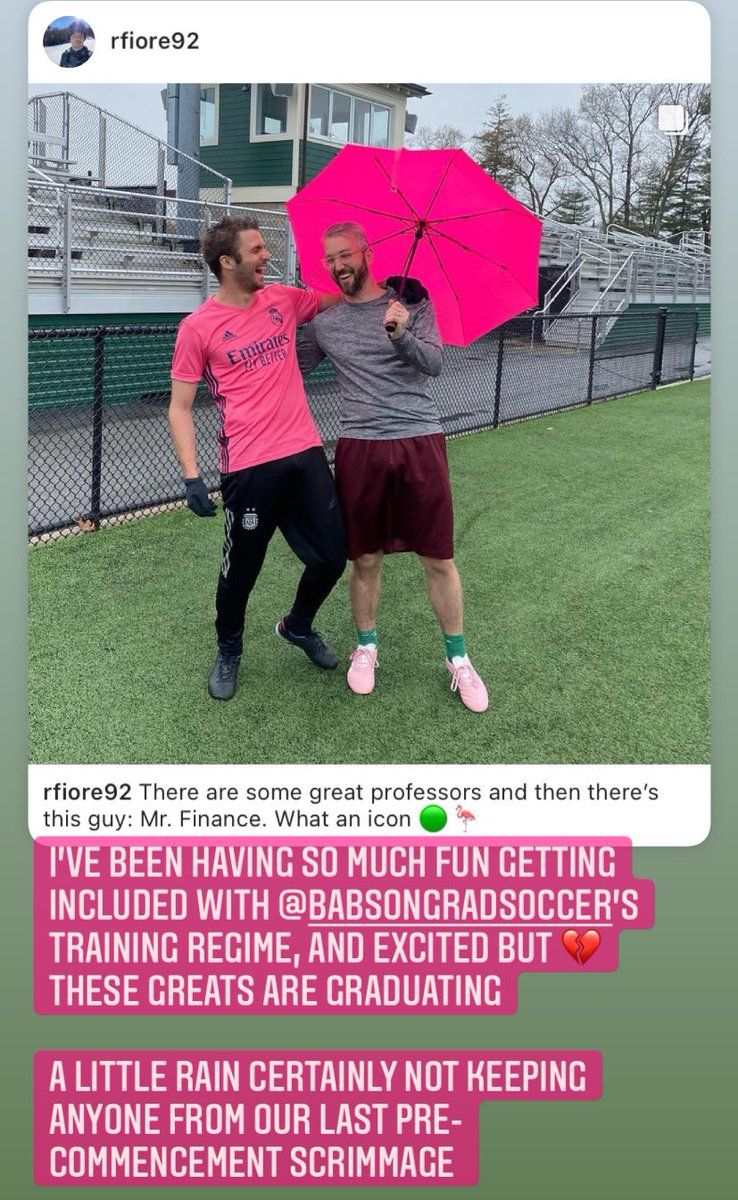 rfiore92
Emirates
FLY BETTER
rfiore92 There are some great professors and then there's
this guy: Mr. Finance. What an icon 🟢 🦩
I'VE BEEN HAVING SO MUCH FUN GETTING
INCLUDED WITH @BABSONGRADSOCCER'S
TRAINING REGIME, AND EXCITED BUT 💔
THESE GREATS ARE GRADUATING
A LITTLE RAIN CERTAINLY NOT KEEPING
ANYONE FROM OUR LAST PRE-
COMMENCEMENT SCRIMMAGE